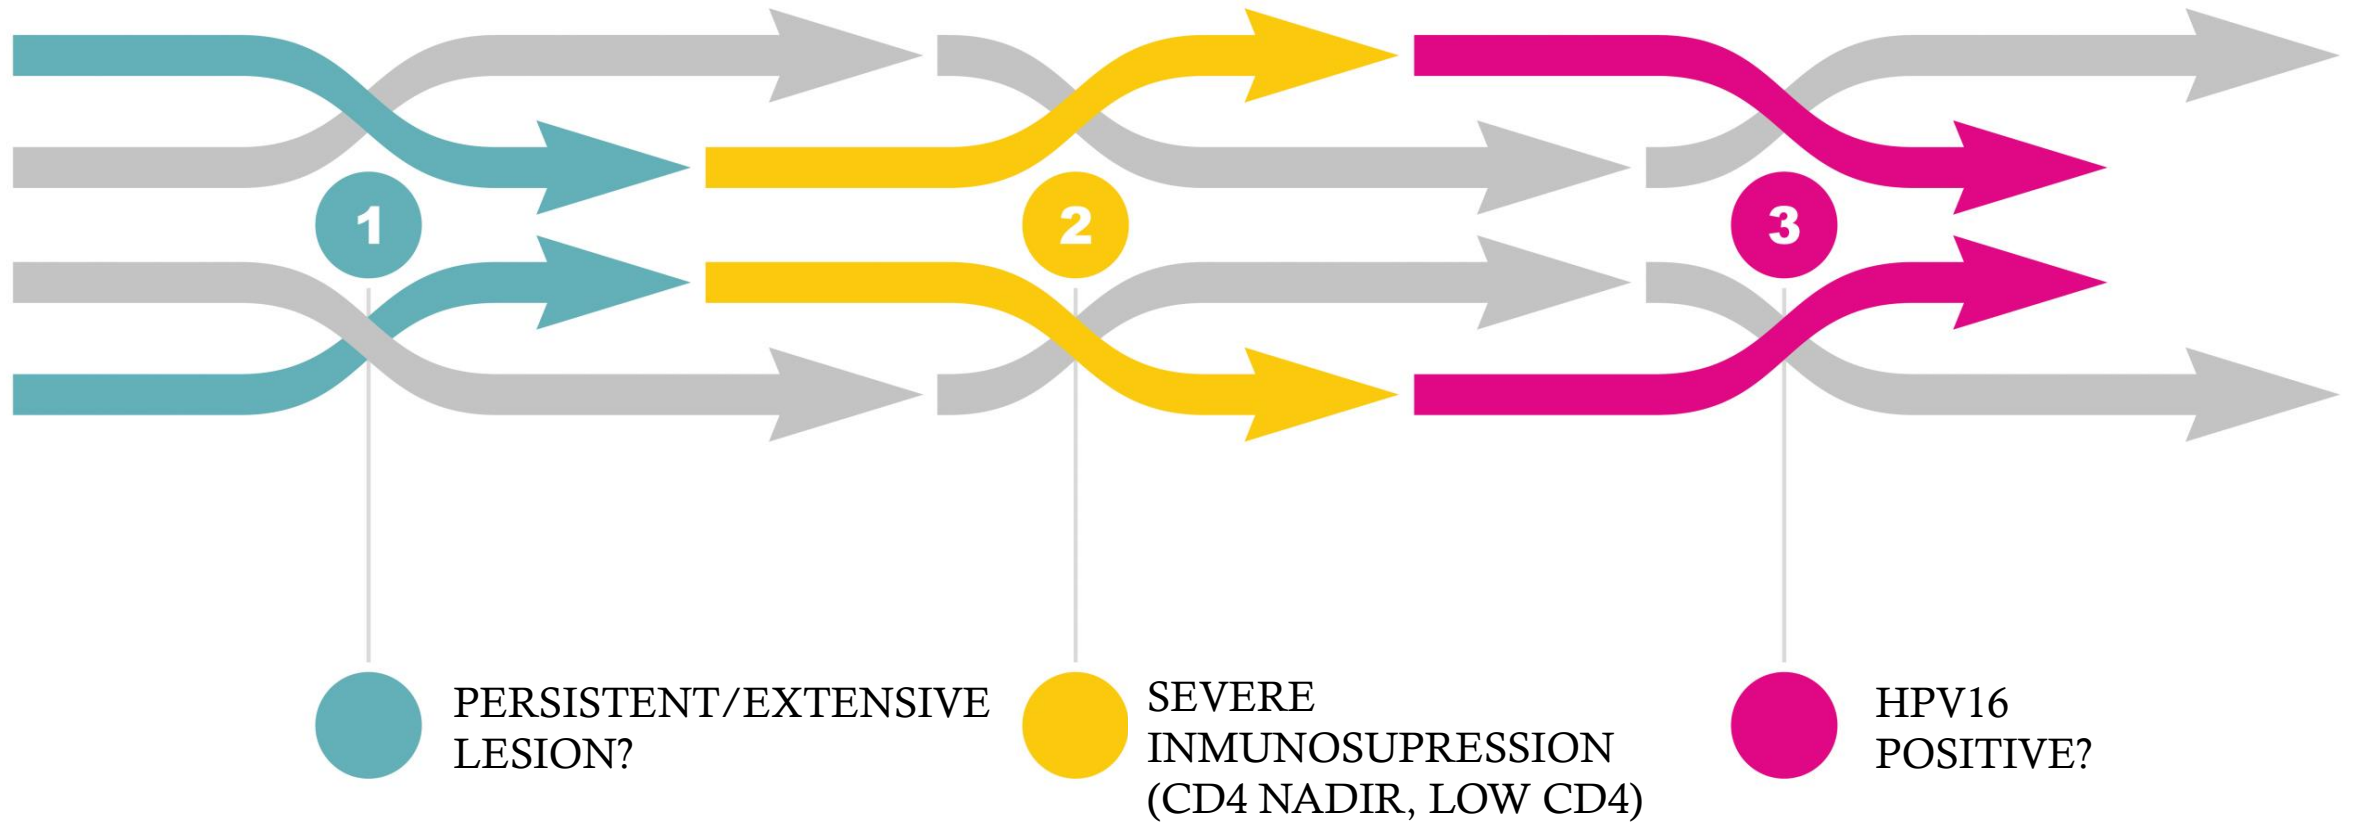 1
2
3
PERSISTENT/EXTENSIVE
LESION?
SEVERE
INMUNOSUPRESSION
(CD4 NADIR, LOW CD4)
HPV16
POSITIVE?